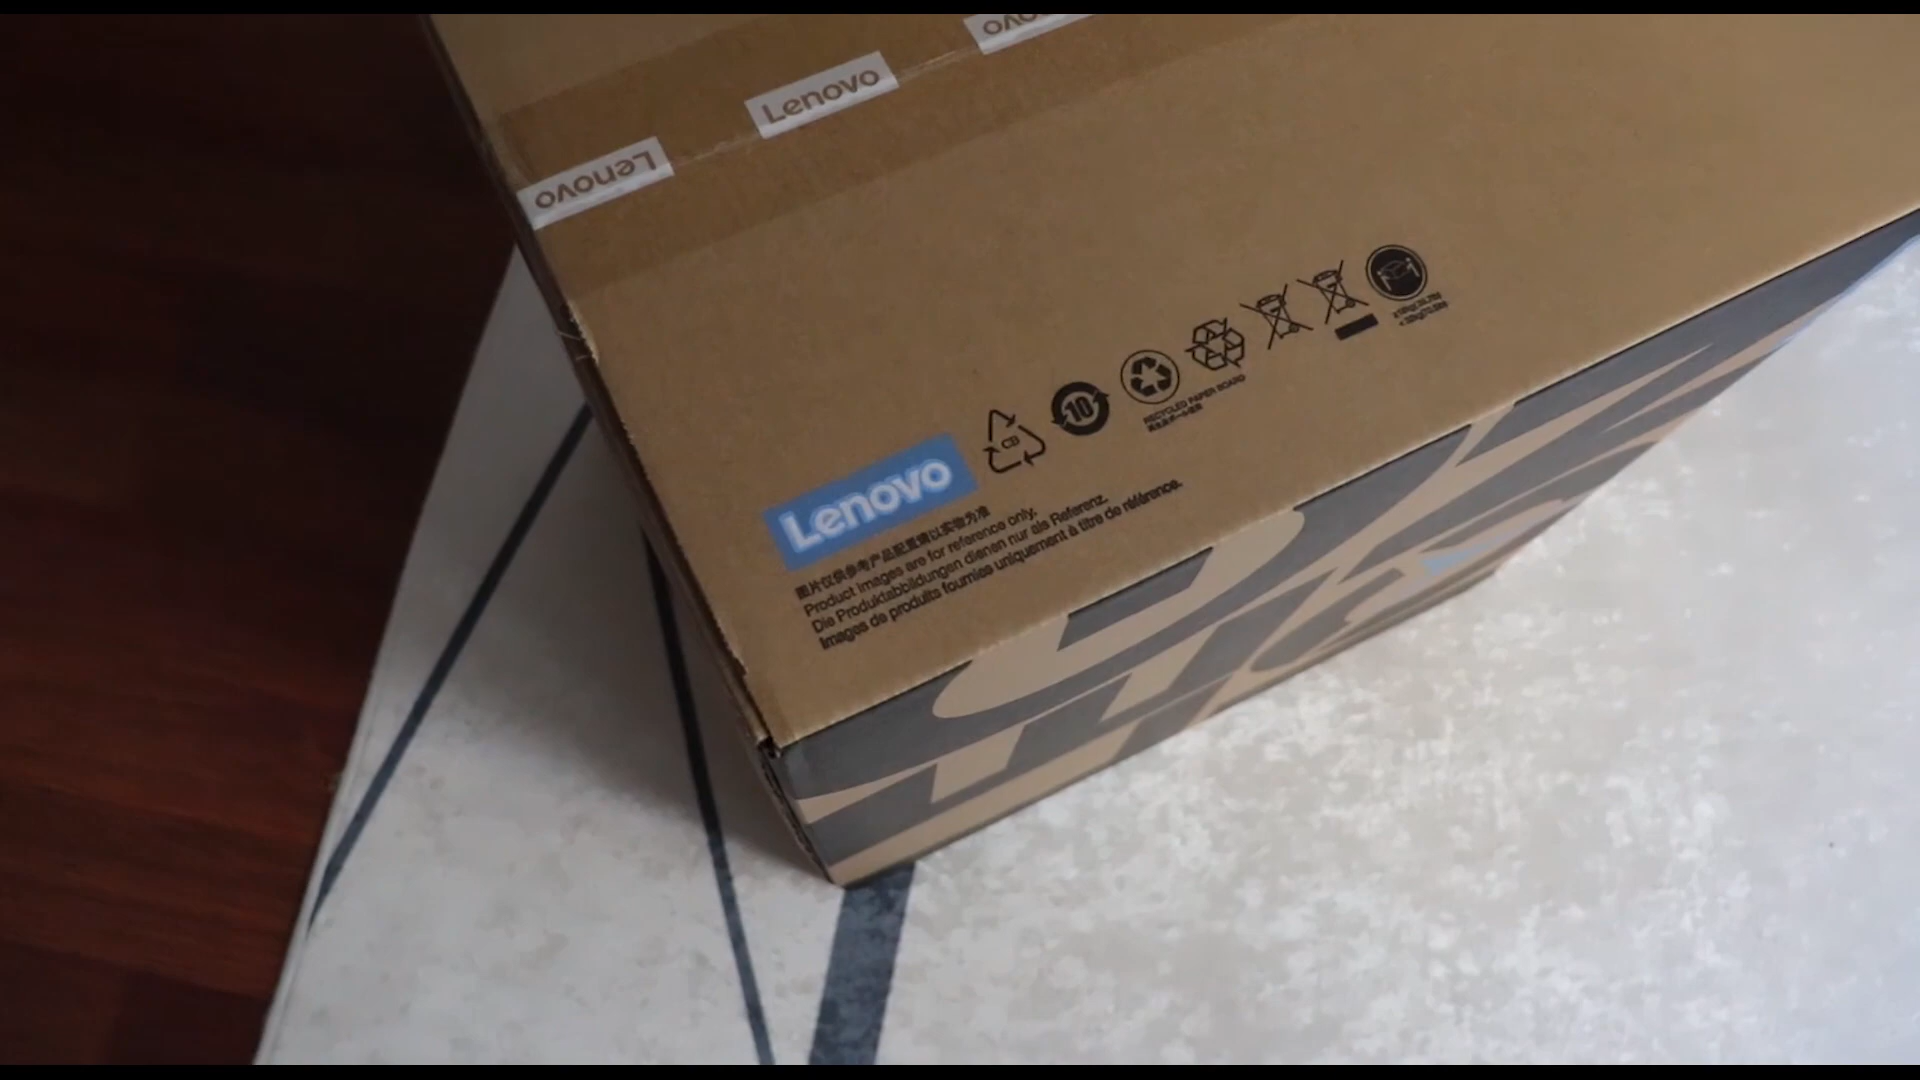 Lenovo
Lenovo
Lenovo
CB
10
RECYCLED PAPER BOARD
Lenovo
图片仅供参考产品配置请以实物为准
Product images are for reference only.
Die Produktabbildungen dienen nur als Referenz.
Images de produits fournies uniquement à titre de référence.